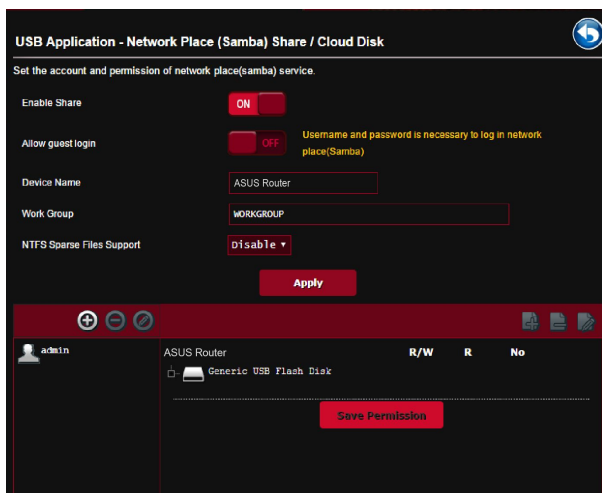 USB Application - Network Place (Samba) Share / Cloud Disk
Set the account and permission of network place(samba) service.
Enable Share
ON
Allow guest login
OFF
Username and password is necessary to log in network
place(Samba)
Device Name
ASUS Router
Work Group
WORKGROUP
NTFS Sparse Files Support
Disable
Apply
admin
ASUS Router
R/W
R
No
Generic USB Flash Disk
Save Permission